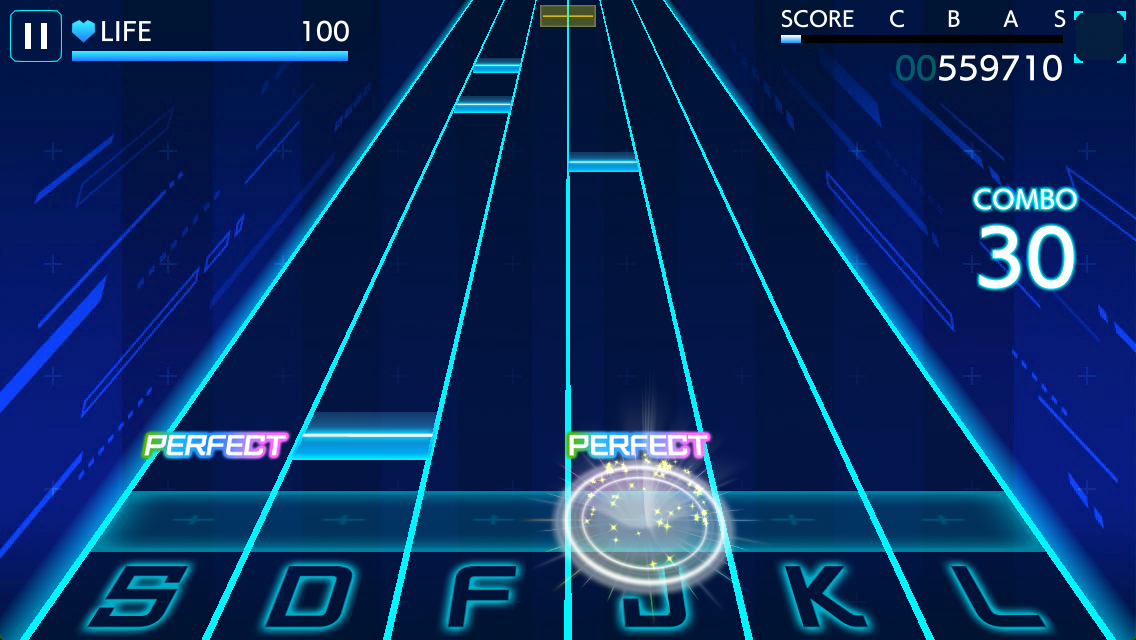 LIFE 100
SCORE C B A S
00559710
COMBO
30
PERFECT PERFECT
S D F J K L